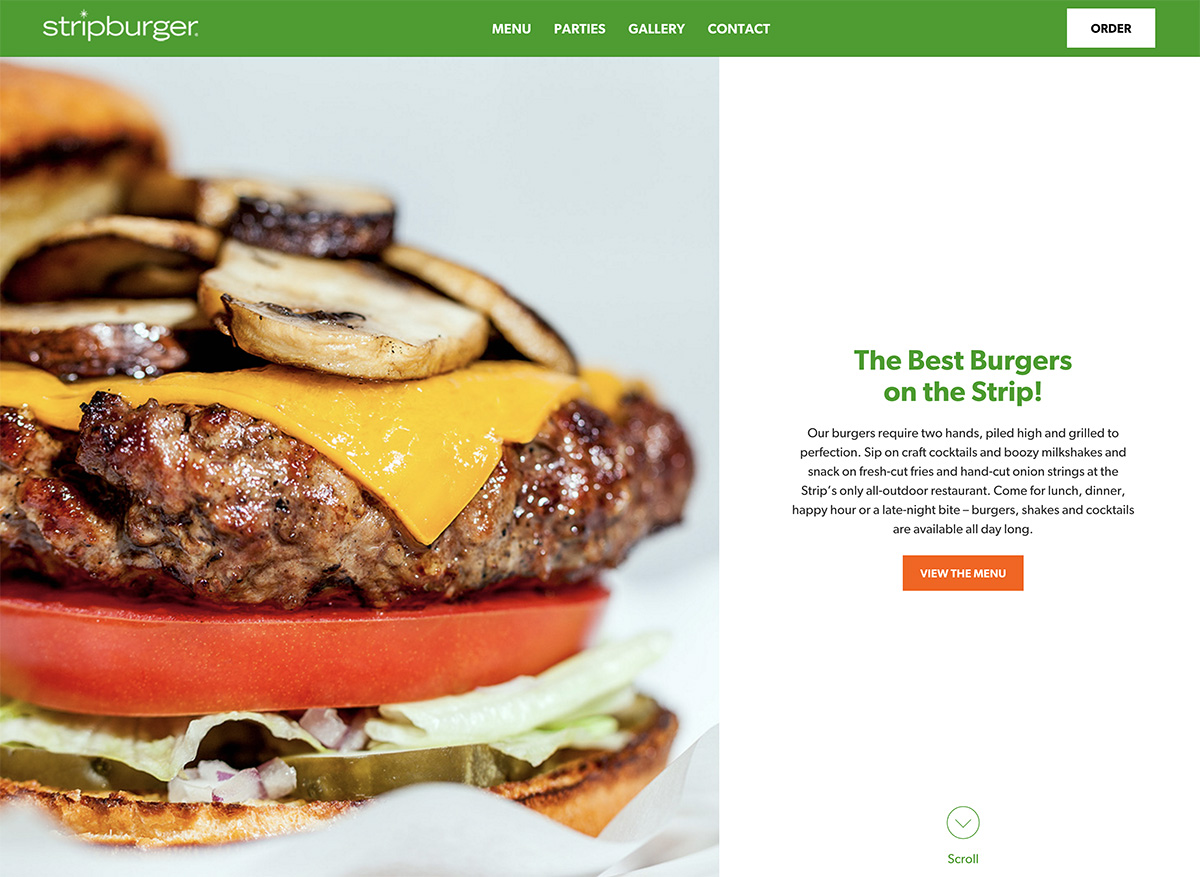 stripburger
MENU
PARTIES
GALLERY
CONTACT
ORDER
The Best Burgers
on the Strip!
Our burgers require two hands, piled high and grilled to
perfection. Sip on craft cocktails and boozy milkshakes and
snack on fresh-cut fries and hand-cut onion strings at the
Strip's only all-outdoor restaurant. Come for lunch, dinner,
happy hour or a late-night bite – burgers, shakes and cocktails
are available all day long.
VIEW THE MENU
Scroll